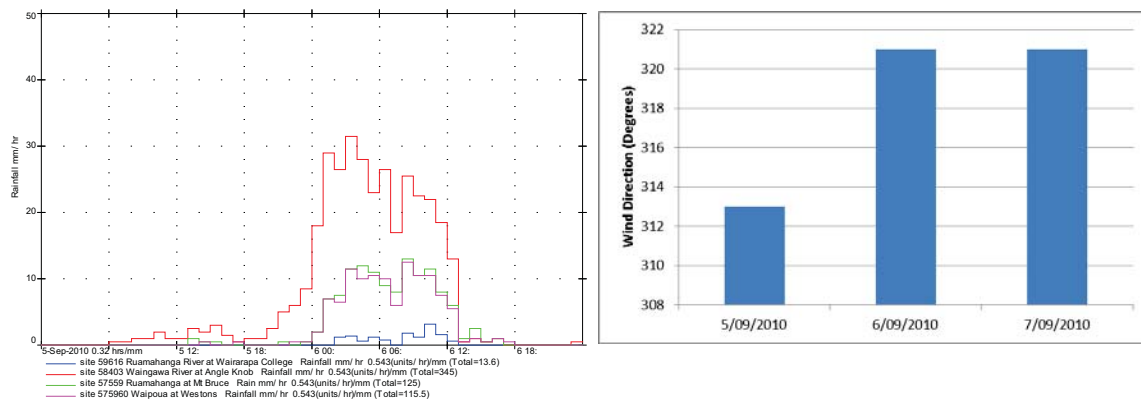 50
40
30
20
10
0
Rainfall mm/ hr
5-Sep-2010 0.32 hrs/mm 5 12: 5 18: 6 00: 6 06: 6 12: 6 18:
site 59616 Ruamahanga River at Wairarapa College Rainfall mm/ hr 0.543(units/ hr)/mm (Total=13.6)
site 58403 Waingawa River at Angle Knob Rainfall mm/ hr 0.543(units/ hr)/mm (Total=345)
site 57559 Ruamahanga at Mt Bruce Rain mm/ hr 0.543(units/ hr)/mm (Total=125)
site 575960 Waipoua at Westons Rainfall mm/ hr 0.543(units/ hr)/mm (Total=115.5)
322
320
318
316
314
312
310
308
Wind Direction (Degrees)
5/09/2010 6/09/2010 7/09/2010